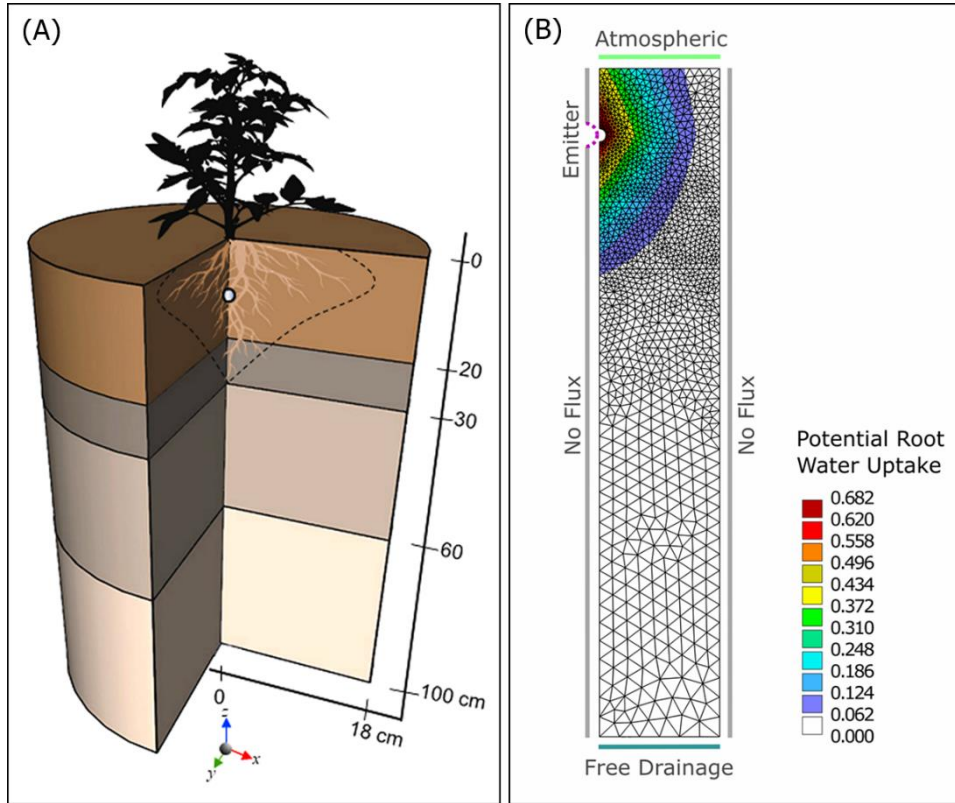 (A)
0
20
30
60
100 cm
0
18 cm
z
y
x
(B)
Atmospheric
Emitter
No Flux
No Flux
Free Drainage
Potential Root
Water Uptake
0.682
0.620
0.558
0.496
0.434
0.372
0.310
0.248
0.186
0.124
0.062
0.000